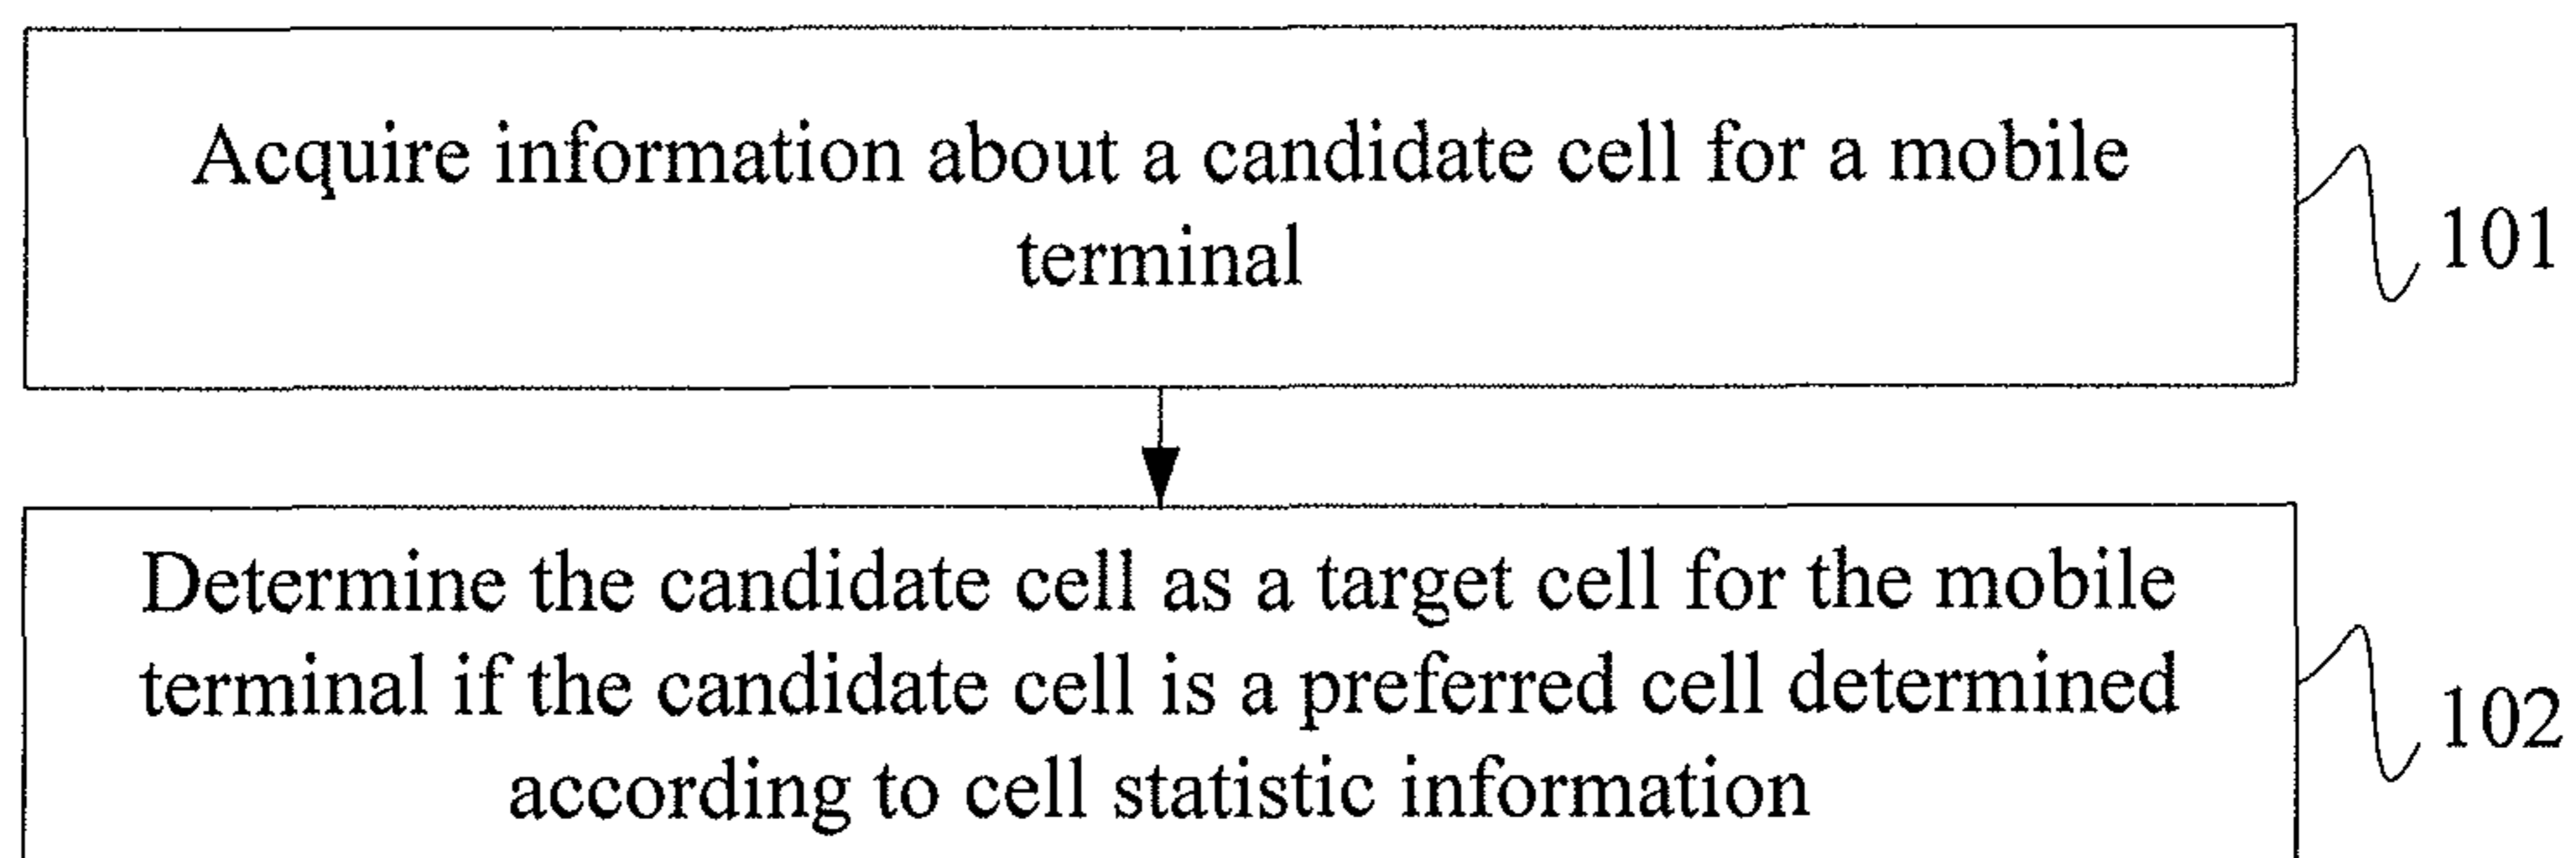 Acquire information about a candidate cell for a mobile
terminal
101
Determine the candidate cell as a target cell for the mobile
terminal if the candidate cell is a preferred cell determined
according to cell statistic information
102